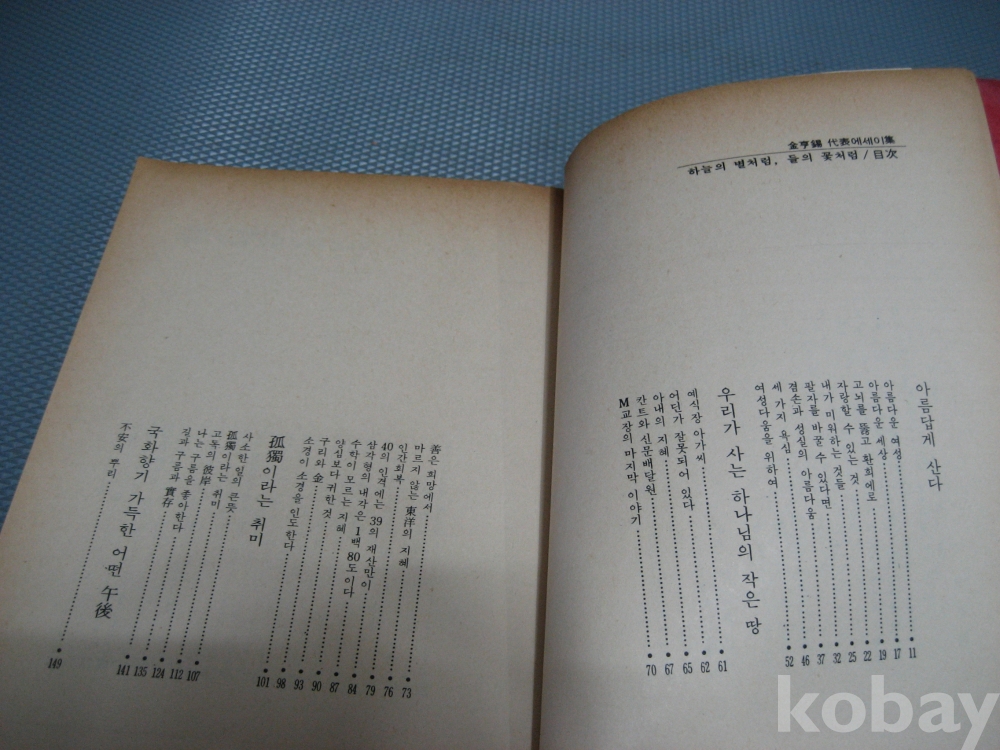 金亨錫 代表에세이集
하늘의 별처럼, 들의 꽃처럼/目次
아름답게 산다
아름다운 여성 11
아름다운 세상 17
고뇌를 뚫고 환희에로 19
자랑할 수 있는 것 22
내가 미워하는 것들 25
팔자를 바꿀 수 있다면 32
겸손과 성실의 아름다움 37
세 가지 욕심 46
여성다움을 위하여 52
우리가 사는 하나님의 작은 땅
예식장 아가씨 61
어딘가 잘못되어 있다 62
아내의 지혜 65
칸트와 신문배달원 67
M교장의 마지막 이야기 70
善은 희망에서 73
마르지 않는 東洋의 지혜 76
인간회복 79
40의 인격에는 39의 재산만이 84
삼각형의 내각은 1백 80도이다 87
수학이 모르는 지혜 90
양심보다 귀한 것 93
구리와 金 98
소경이 소경을 인도한다 101
孤獨이라는 취미
사소한 일의 큰 뜻 107
孤獨이라는 취미 112
고독의 彼岸 124
나는 구름을 좋아한다 135
길과 구름과 實存 141
국화향기 가득한 어떤 午後
不安의 149
kobay